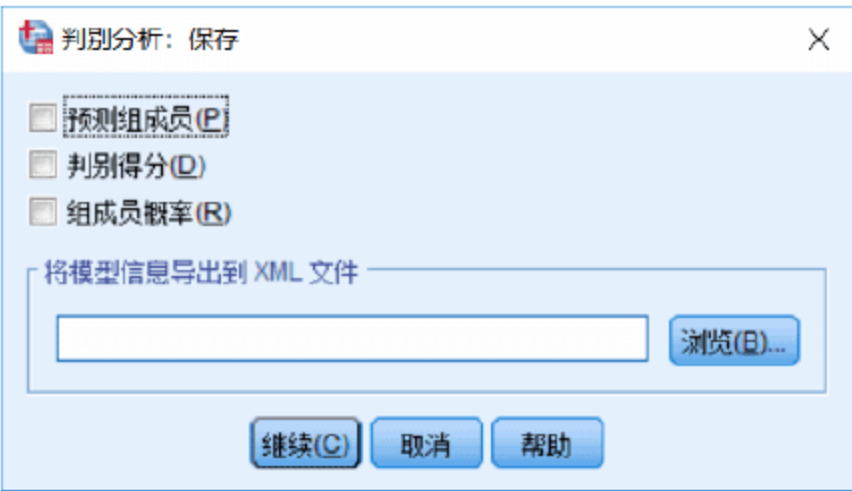 判别分析：保存
预测组成员(P)
判别得分(D)
组成员概率(R)
将模型信息导出到 XML 文件
浏览(B)...
继续(C) 取消 帮助